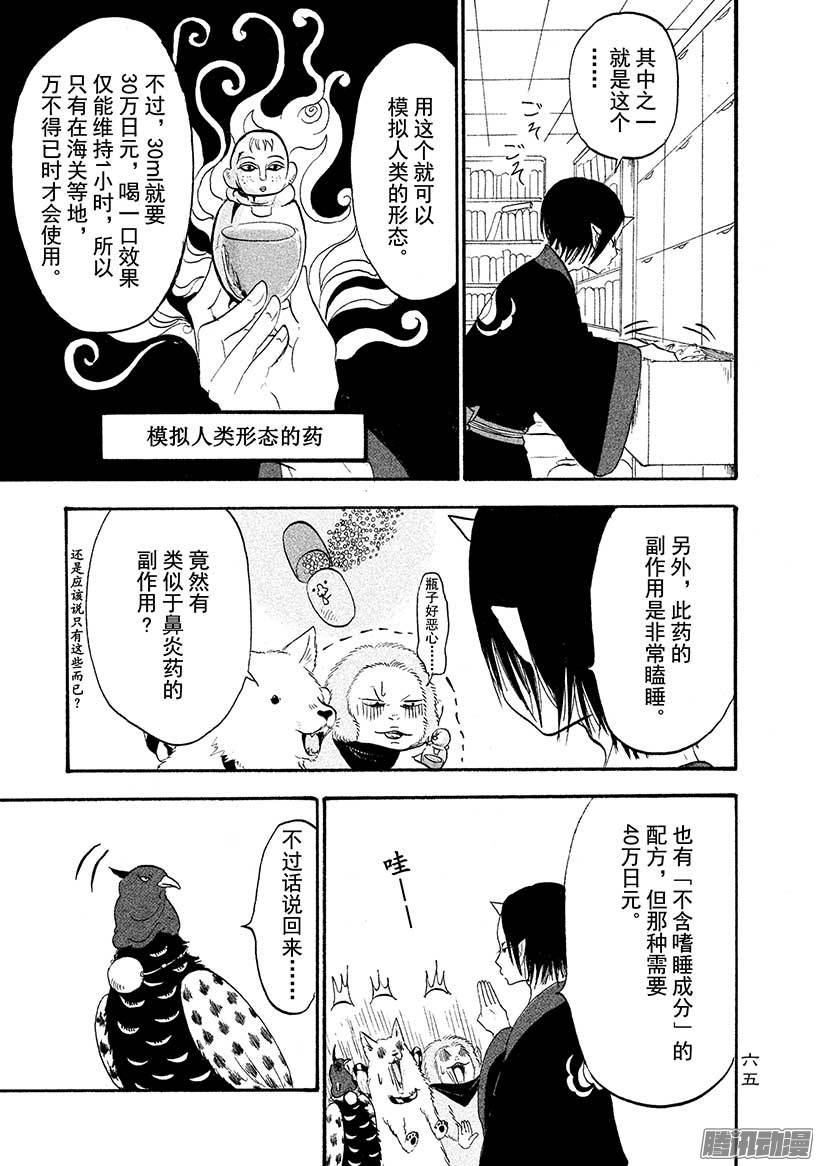 其中之一
就是这个
……
用这个就可以
模拟人类的形态。
不过，30ml就要
30万日元，喝一口效果
仅能维持1小时，所以
只有在海关等地，
万不得已时才会使用。
模拟人类形态的药
另外，此药的
副作用是非常瞌睡。
瓶子好恶心……
竟然有
类似于鼻炎药的
副作用？
还是应该说只有这些而已？
也有「不含嗜睡成分」的
配方，但那种需要
40万日元。
哇——
不过话说回来……
六五
腾讯动漫